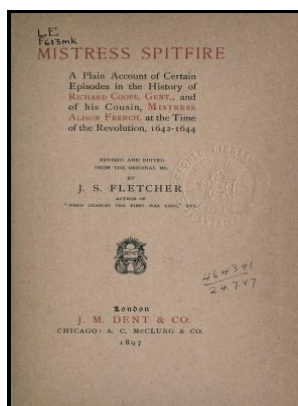 LE
F613mk
MISTRESS SPITFIRE
A Plain Account of Certain
Episodes in the History of
RICHARD COOPE, GENT., and
of his Cousin, MISTRESS
ALISON FRENCH, at the Time
of the Revolution, 1642-1644
REVISED AND EDITED
FROM THE ORIGINAL MS.
BY
J. S. FLETCHER
AUTHOR OF
"WHEN CHARLES THE FIRST WAS KING," ETC.
London
J. M. DENT & CO.
CHICAGO: A. C. McCLURG & CO.
1897
464341
24.7.47